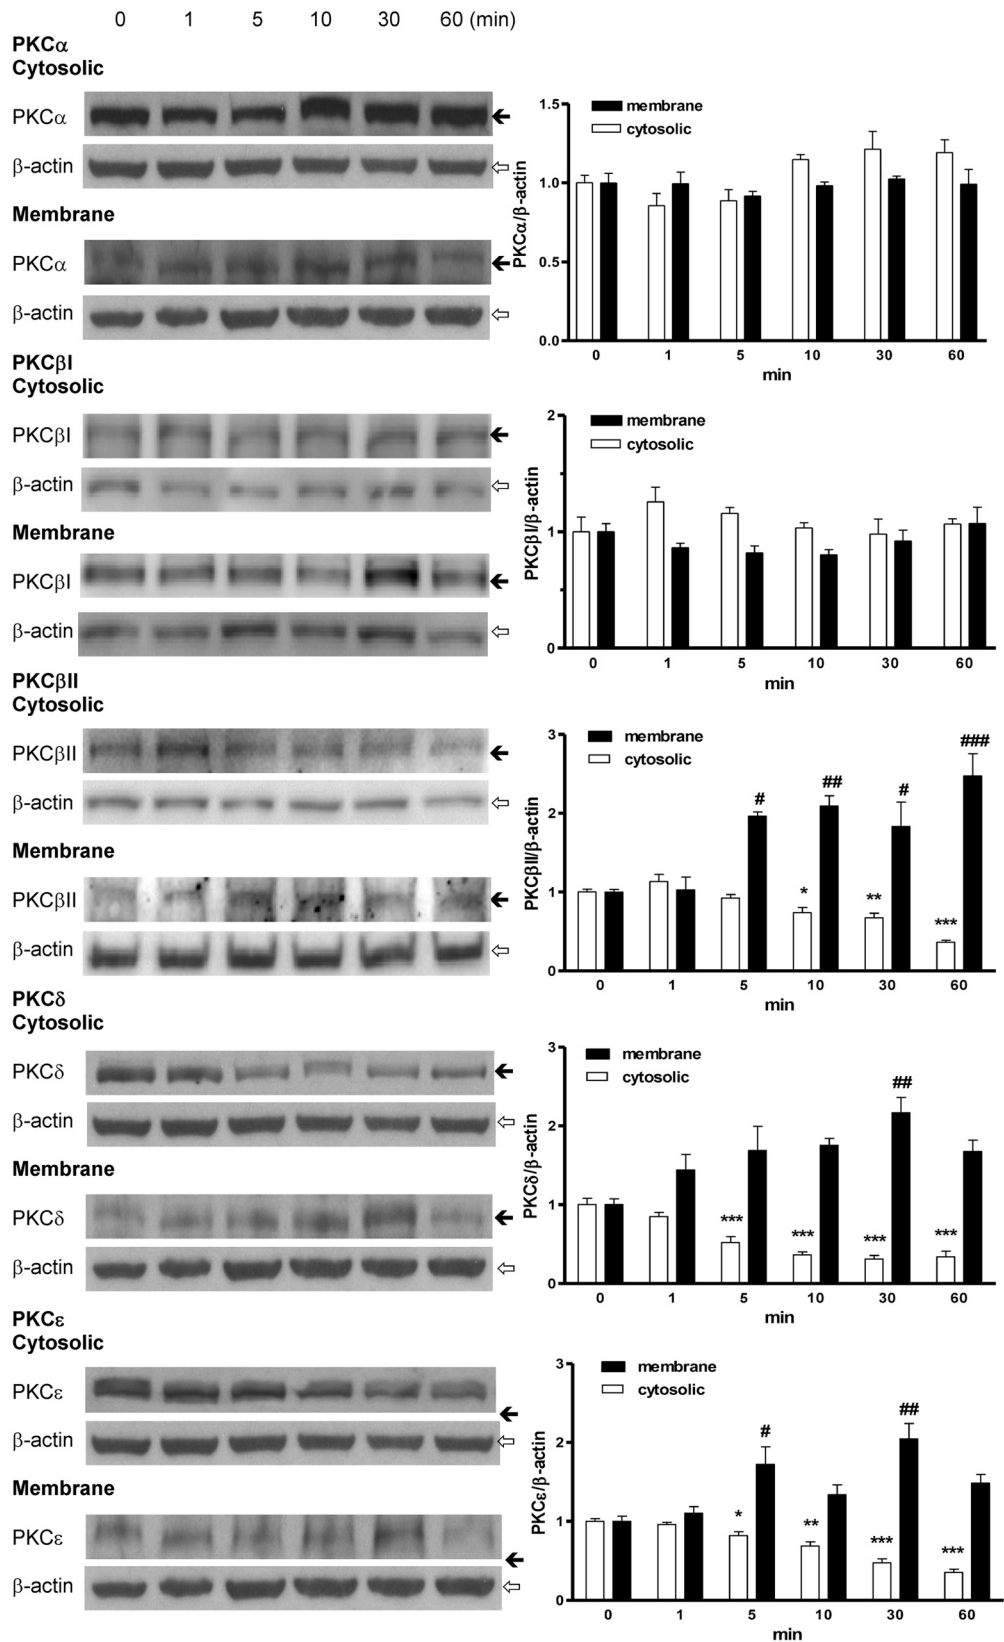 0 1 5 10 30 60 (min)
PKCα
Cytosolic
PKCα
β-actin
Membrane
PKCα
β-actin
1.5
1.0
0.5
0.0
PKCα/β-actin
membrane
cytosolic
0 1 5 10 30 60
min
PKCβI
Cytosolic
PKCβI
β-actin
Membrane
PKCβI
β-actin
2
1
0
PKCβI/β-actin
membrane
cytosolic
0 1 5 10 30 60
min
PKCβII
Cytosolic
PKCβII
β-actin
Membrane
PKCβII
β-actin
3
2
1
0
PKCβII/β-actin
membrane
cytosolic
# ## # ###
* ** ***
0 1 5 10 30 60
min
PKCδ
Cytosolic
PKCδ
β-actin
Membrane
PKCδ
β-actin
3
2
1
0
PKCδ/β-actin
membrane
cytosolic
##
*** *** *** ***
0 1 5 10 30 60
min
PKCε
Cytosolic
PKCε
β-actin
Membrane
PKCε
β-actin
3
2
1
0
PKCε/β-actin
membrane
cytosolic
# ##
* ** *** ***
0 1 5 10 30 60
min